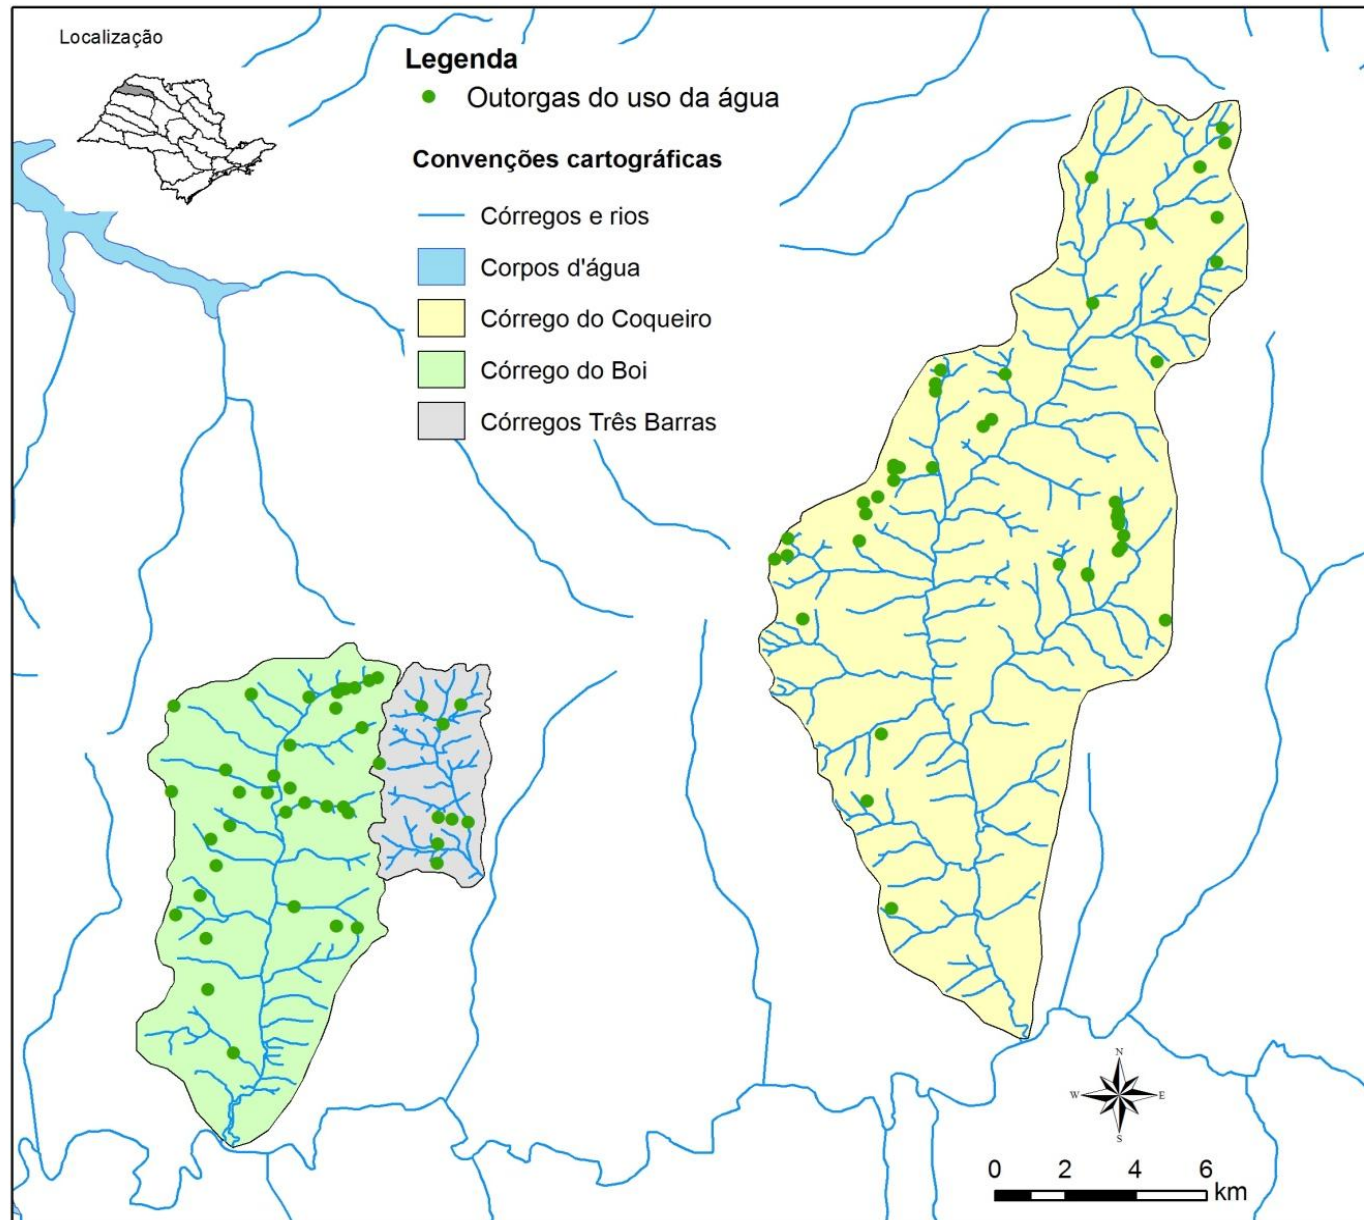 Localização
Legenda
Outorgas do uso da água
Convenções cartográficas
Córregos e rios
Corpos d'água
Córrego do Coqueiro
Córrego do Boi
Córregos Três Barras
N
W E
S
0 2 4 6
km